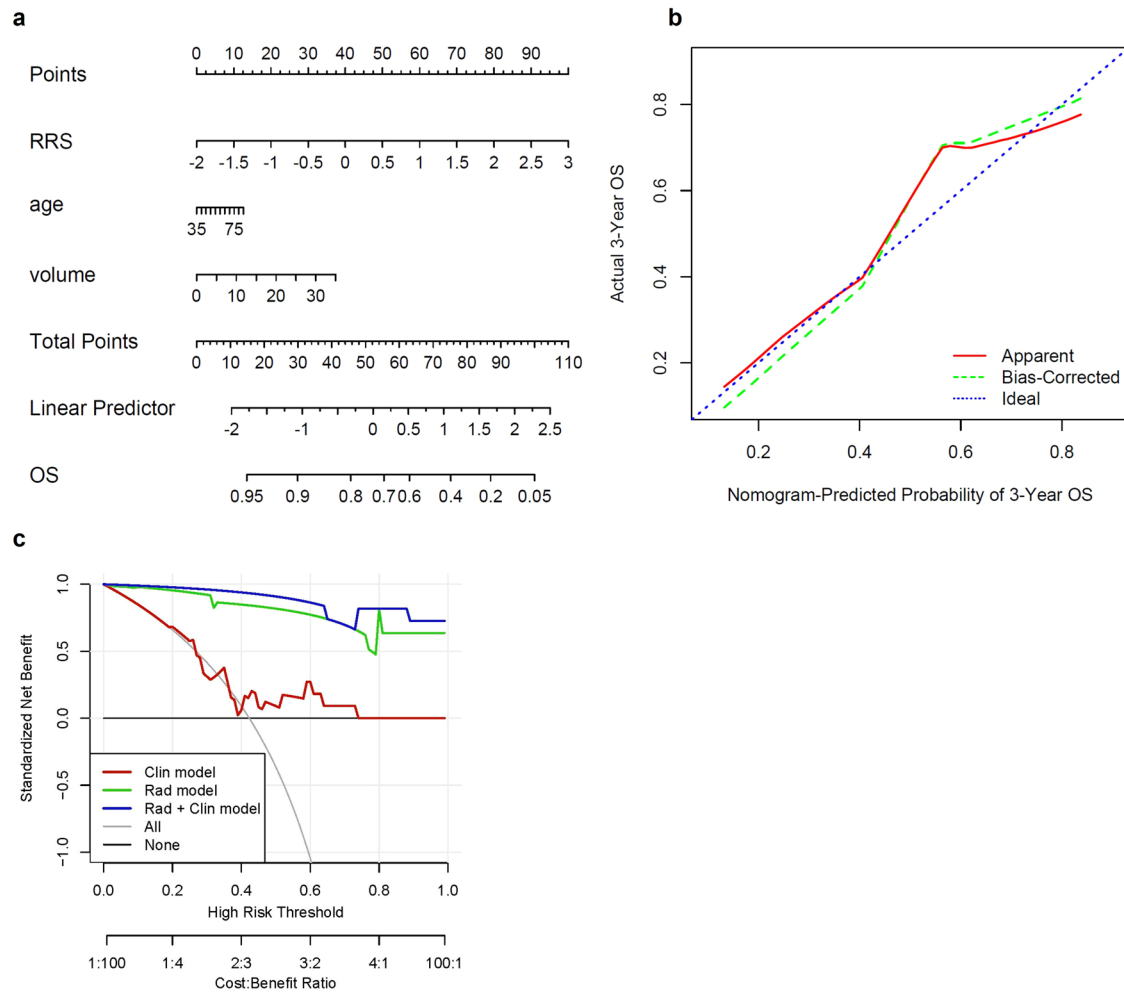 a
0 10 20 30 40 50 60 70 80 90
Points
RRS
-2 -1.5 -1 -0.5 0 0.5 1 1.5 2 2.5 3
age
35 75
volume
0 10 20 30
Total Points
0 10 20 30 40 50 60 70 80 90 110
Linear Predictor
-2 -1 0 0.5 1 1.5 2 2.5
OS
0.95 0.9 0.8 0.7 0.6 0.4 0.2 0.05
b
Actual 3-Year OS
0.8
0.6
0.4
0.2
Apparent
Bias-Corrected
Ideal
0.2 0.4 0.6 0.8
Nomogram-Predicted Probability of 3-Year OS
c
Standardized Net Benefit
1.0
0.5
0.0
-0.5
-1.0
Clin model
Rad model
Rad + Clin model
All
None
0.0 0.2 0.4 0.6 0.8 1.0
High Risk Threshold
1:100 1:4 2:3 3:2 4:1 100:1
Cost:Benefit Ratio